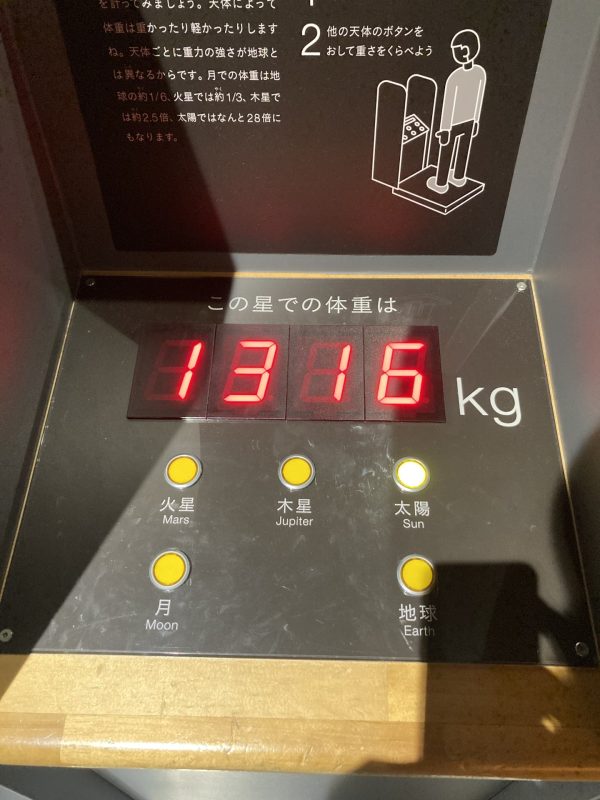 を計ってみましょう。天体によって
体重は重かったり軽かったりします
ね。天体ごとに重力の強さが地球と
は異なるからです。月での体重は地
球の約1/6、火星では約1/3、木星で
は約2.5倍、太陽ではなんと28倍に
もなります。
2 他の天体のボタンを
おして重さをくらべよう
この星での体重は
1316 kg
火星
Mars
木星
Jupiter
太陽
Sun
月
Moon
地球
Earth